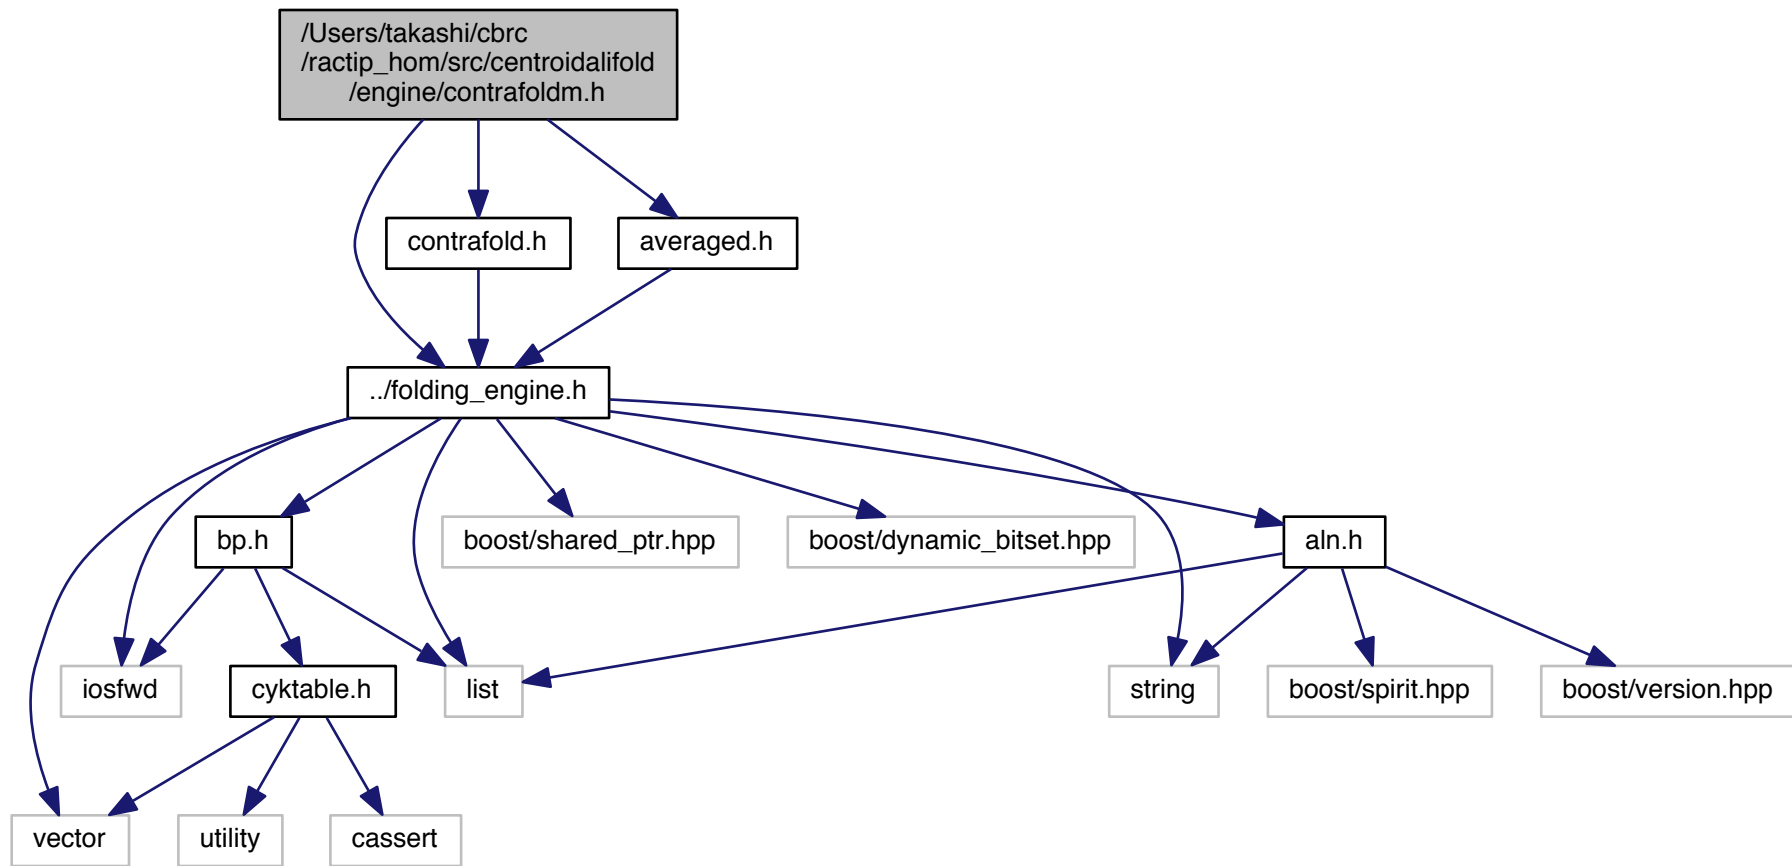 /Users/takashi/cbrc
/ractip_hom/src/centroidalifold
/engine/contrafoldm.h
contrafold.h
averaged.h
../folding_engine.h
bp.h
boost/shared_ptr.hpp
boost/dynamic_bitset.hpp
aln.h
iosfwd
cyktable.h
list
string
boost/spirit.hpp
boost/version.hpp
vector
utility
cassert